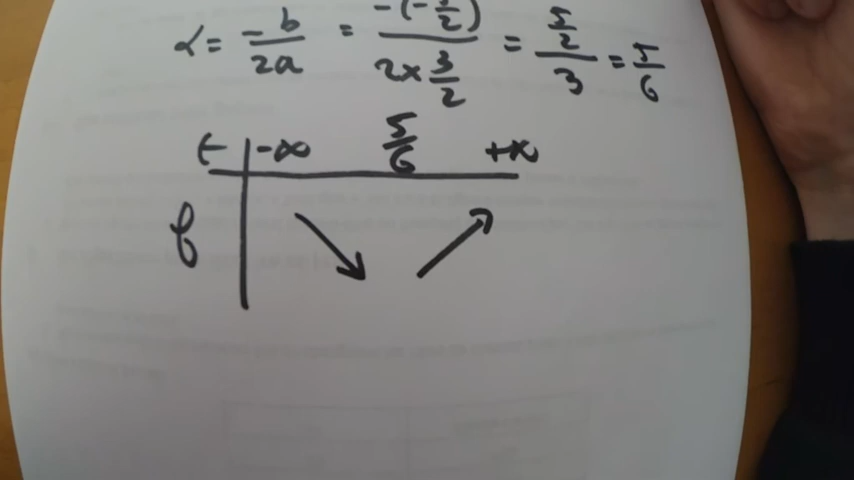 α = -b/2a = -(-5/2)/(2×3/2) = (5/2)/3 = 5/6
t | -∞ 5/6 +∞
f | ↘ ↗